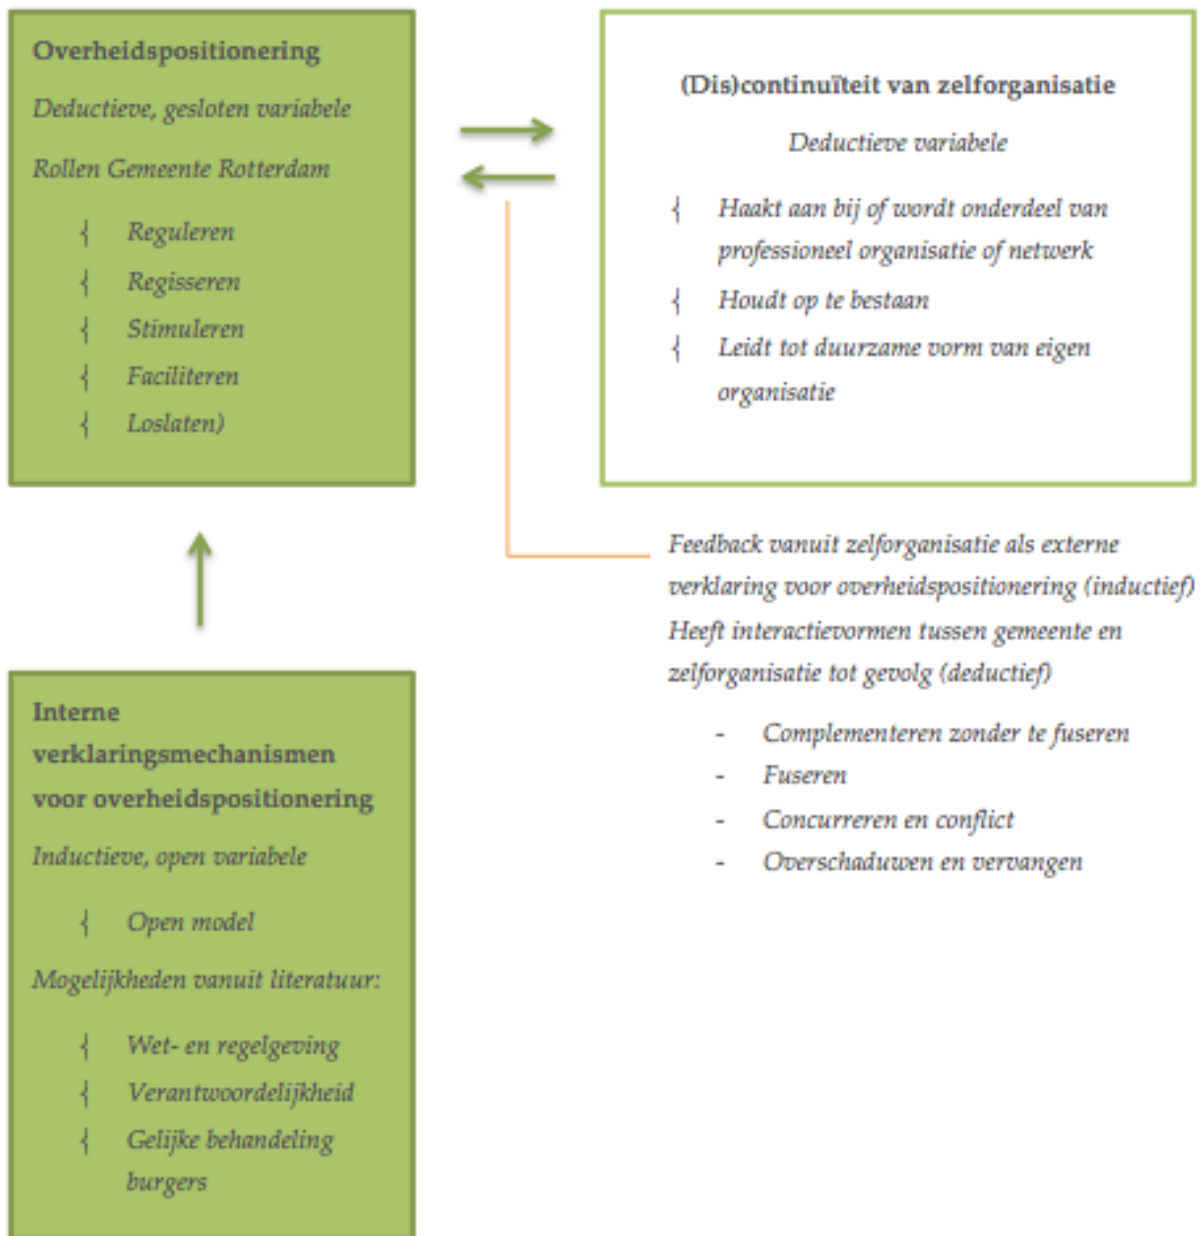 Overheidspositionering
Deductieve, gesloten variabele
Rollen Gemeente Rotterdam
⎨ Reguleren
⎨ Regisseren
⎨ Stimuleren
⎨ Faciliteren
⎨ Loslaten)
(Dis)continuïteit van zelforganisatie
Deductieve variabele
⎨ Haakt aan bij of wordt onderdeel van
professioneel organisatie of netwerk
⎨ Houdt op te bestaan
⎨ Leidt tot duurzame vorm van eigen
organisatie
Feedback vanuit zelforganisatie als externe
verklaring voor overheidspositionering (inductief)
Heeft interactievormen tussen gemeente en
zelforganisatie tot gevolg (deductief)
- Complementeren zonder te fuseren
- Fuseren
- Concurreren en conflict
- Overschaduwen en vervangen
Interne
verklaringsmechanismen
voor overheidspositionering
Inductieve, open variabele
⎨ Open model
Mogelijkheden vanuit literatuur:
⎨ Wet- en regelgeving
⎨ Verantwoordelijkheid
⎨ Gelijke behandeling
burgers